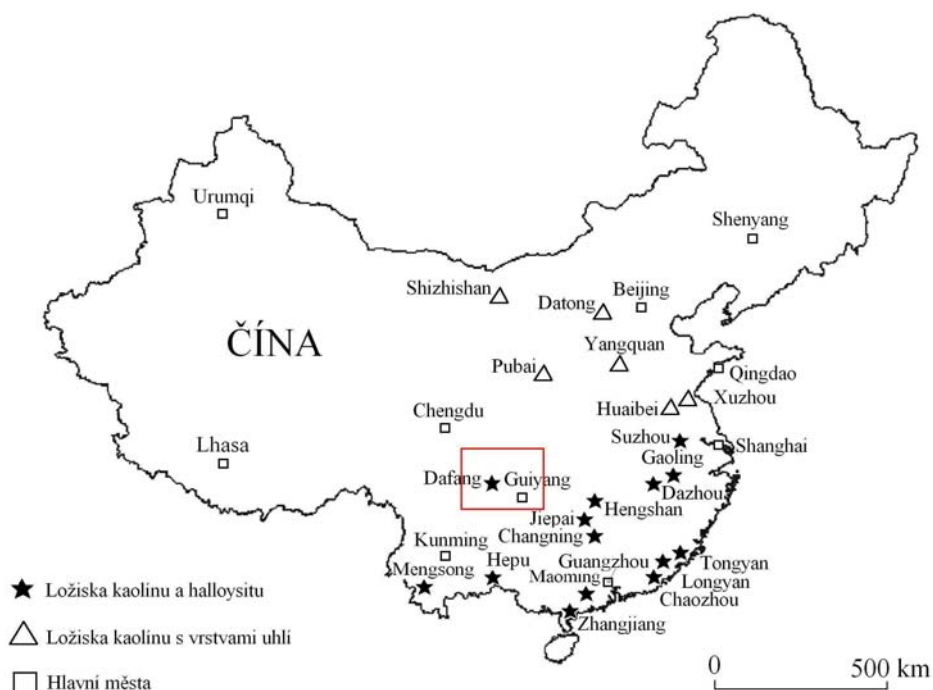 Urumqi
Shenyang
Shizhishan
Beijing
Datong
ČÍNA
Yangquan
Pubai
Qingdao
Xuzhou
Huaibei
Chengdu
Suzhou
Shanghai
Lhasa
Gaoling
Dafang
Guiyang
Dazhou
Hengshan
Jiepai
Changning
Kunming
Hepu
Guangzhou
Tongyan
Mengsong
Maoming
Longyan
Chaozhou
Zhangjiang
Ložiska kaolínu a halloysitu
Ložiska kaolínu s vrstvami uhlí
Hlavní města
0
500 km